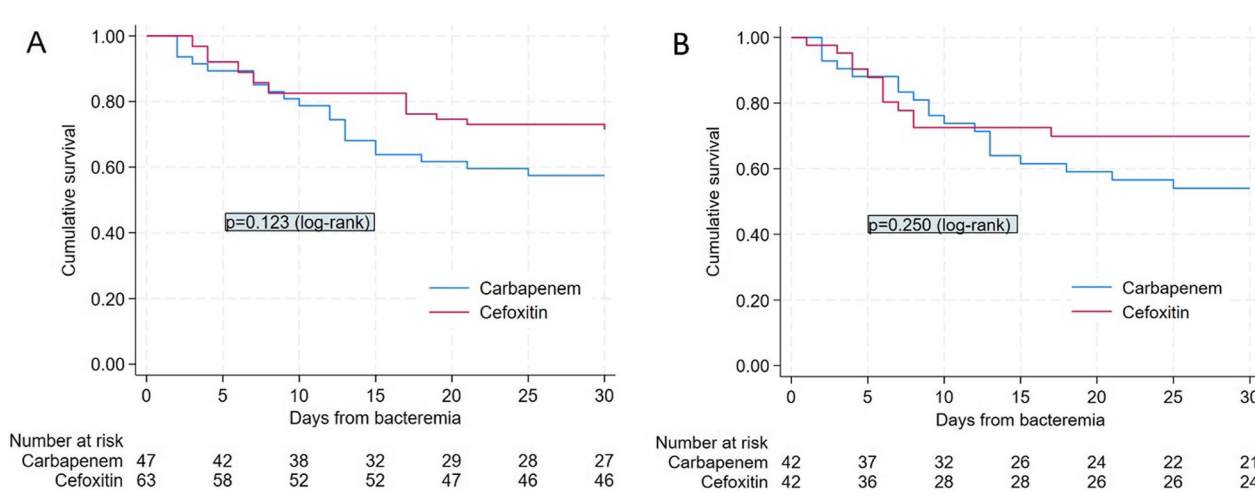 A
Cumulative survival
1.00
0.80
0.60
0.40
0.20
0.00
p=0.123 (log-rank)
Carbapenem
Cefoxitin
0 5 10 15 20 25 30
Days from bacteremia
Number at risk
Carbapenem 47 42 38 32 29 28 27
Cefoxitin 63 58 52 52 47 46 46
B
Cumulative survival
1.00
0.80
0.60
0.40
0.20
0.00
p=0.250 (log-rank)
Carbapenem
Cefoxitin
0 5 10 15 20 25 30
Days from bacteremia
Number at risk
Carbapenem 42 37 32 26 24 22 21
Cefoxitin 42 36 28 28 26 26 24